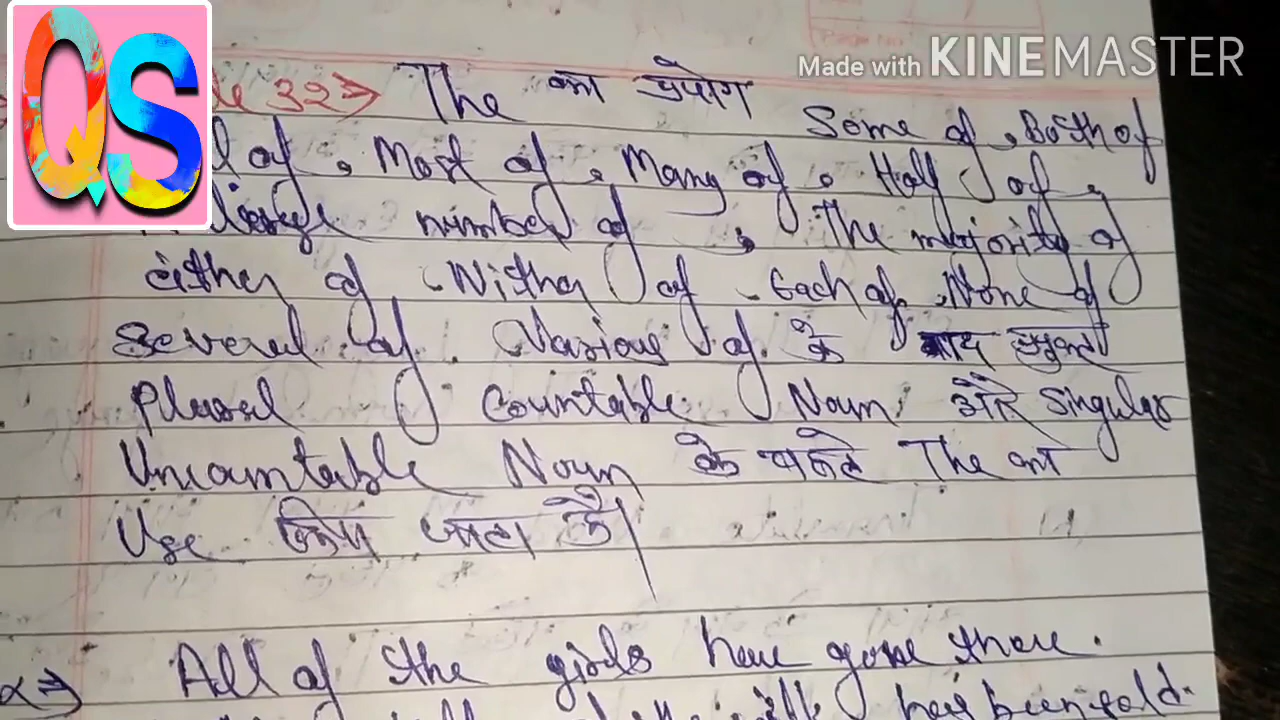 QS
Made with KINEMASTER
32⇒ The का प्रयोग
Some of, Both of
l of, Most of, Many of, Half of,
number of, The majority of
either of, Nither of, Each of, None of
Several of, Various of के बाद प्रयुक्त
Plural Countable Noun और Singular
Uncountable Noun के पहले The का
Use किया जाता है।
⇒ All of the girls have gone there.
has been sold.